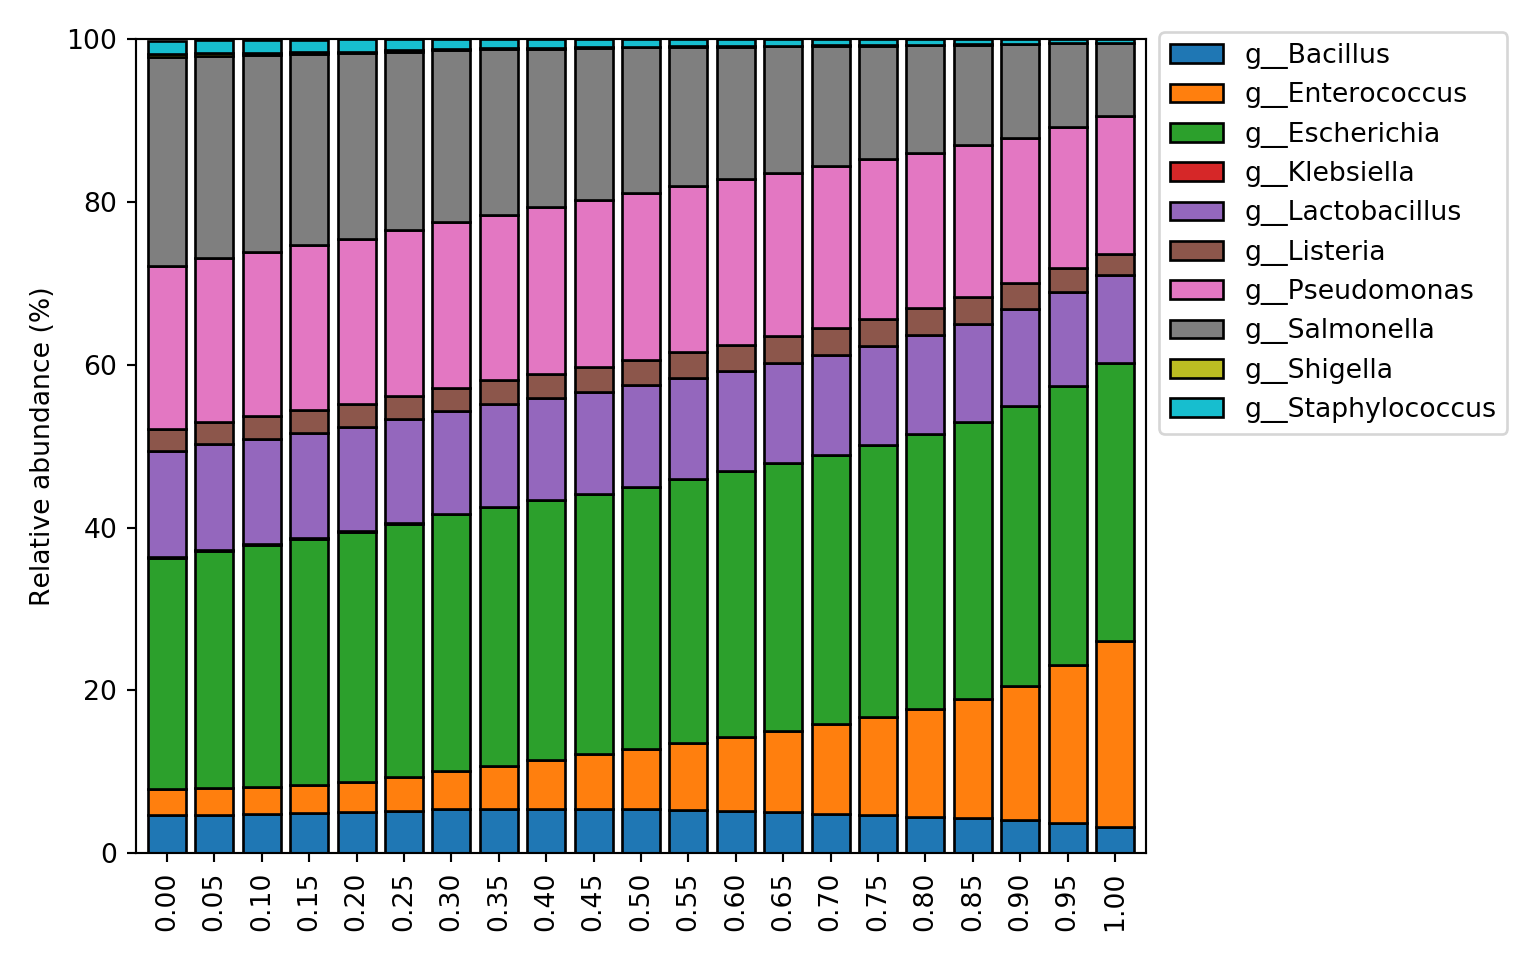 100
80
60
40
20
0
Relative abundance (%)
0.00
0.05
0.10
0.15
0.20
0.25
0.30
0.35
0.40
0.45
0.50
0.55
0.60
0.65
0.70
0.75
0.80
0.85
0.90
0.95
1.00
g__Bacillus
g__Enterococcus
g__Escherichia
g__Klebsiella
g__Lactobacillus
g__Listeria
g__Pseudomonas
g__Salmonella
g__Shigella
g__Staphylococcus